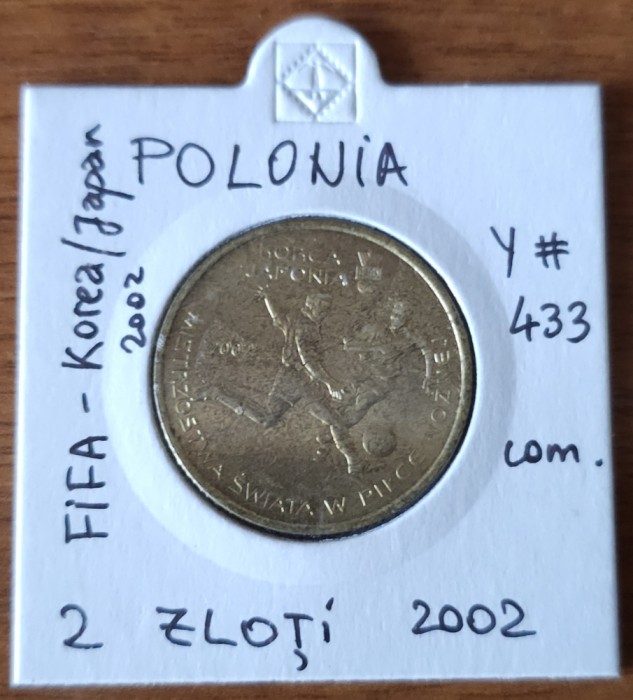 POLONIA
FIFA - Korea/Japan
2002
Y #
433
com.
2 ZLOȚI 2002
KOREA
JAPONIA
2002
MISTRZOSTWA ŚWIATA W PIŁCE NOŻNEJ